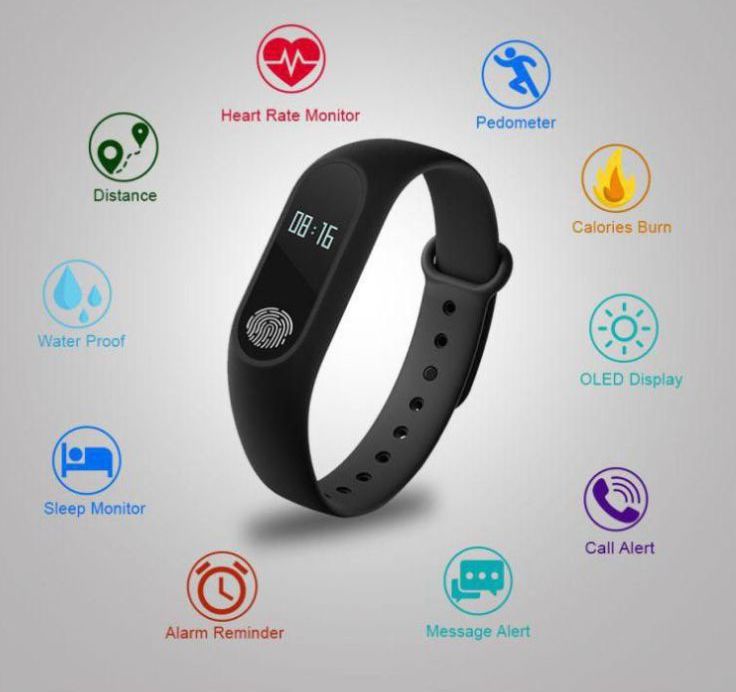 Heart Rate Monitor
Pedometer
Distance
Calories Burn
08:16
Water Proof
OLED Display
Sleep Monitor
Call Alert
Alarm Reminder
Message Alert